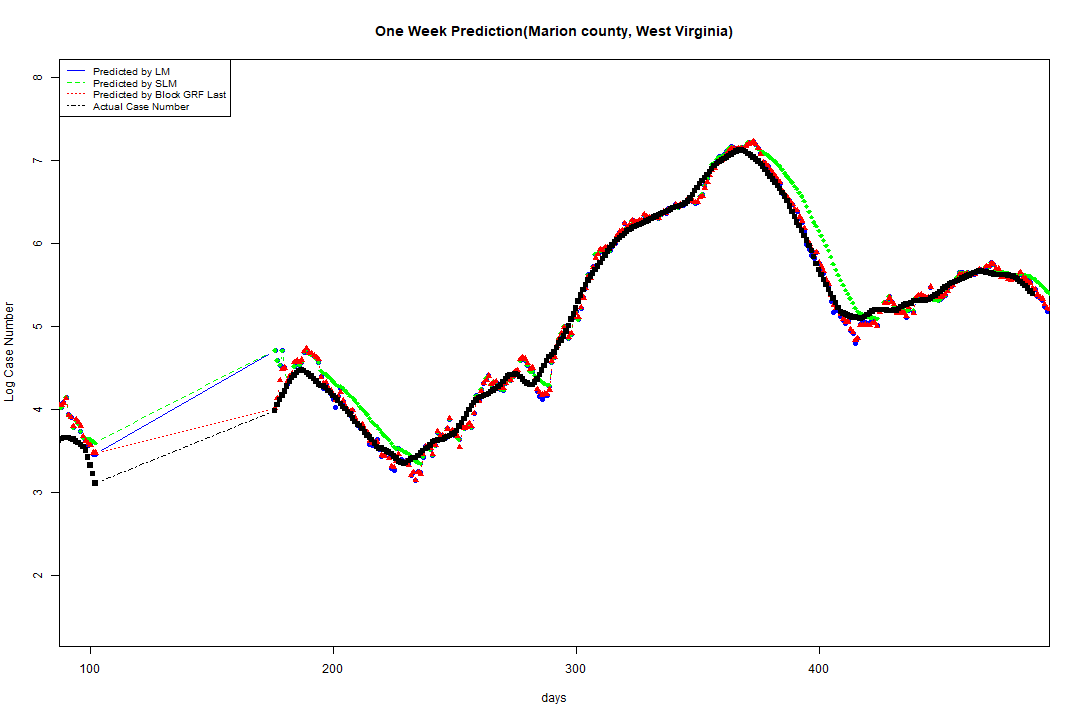 One Week Prediction(Marion county, West Virginia)
Predicted by LM
Predicted by SLM
Predicted by Block GRF Last
Actual Case Number
8
7
6
5
4
3
2
Log Case Number
100 200 300 400
days